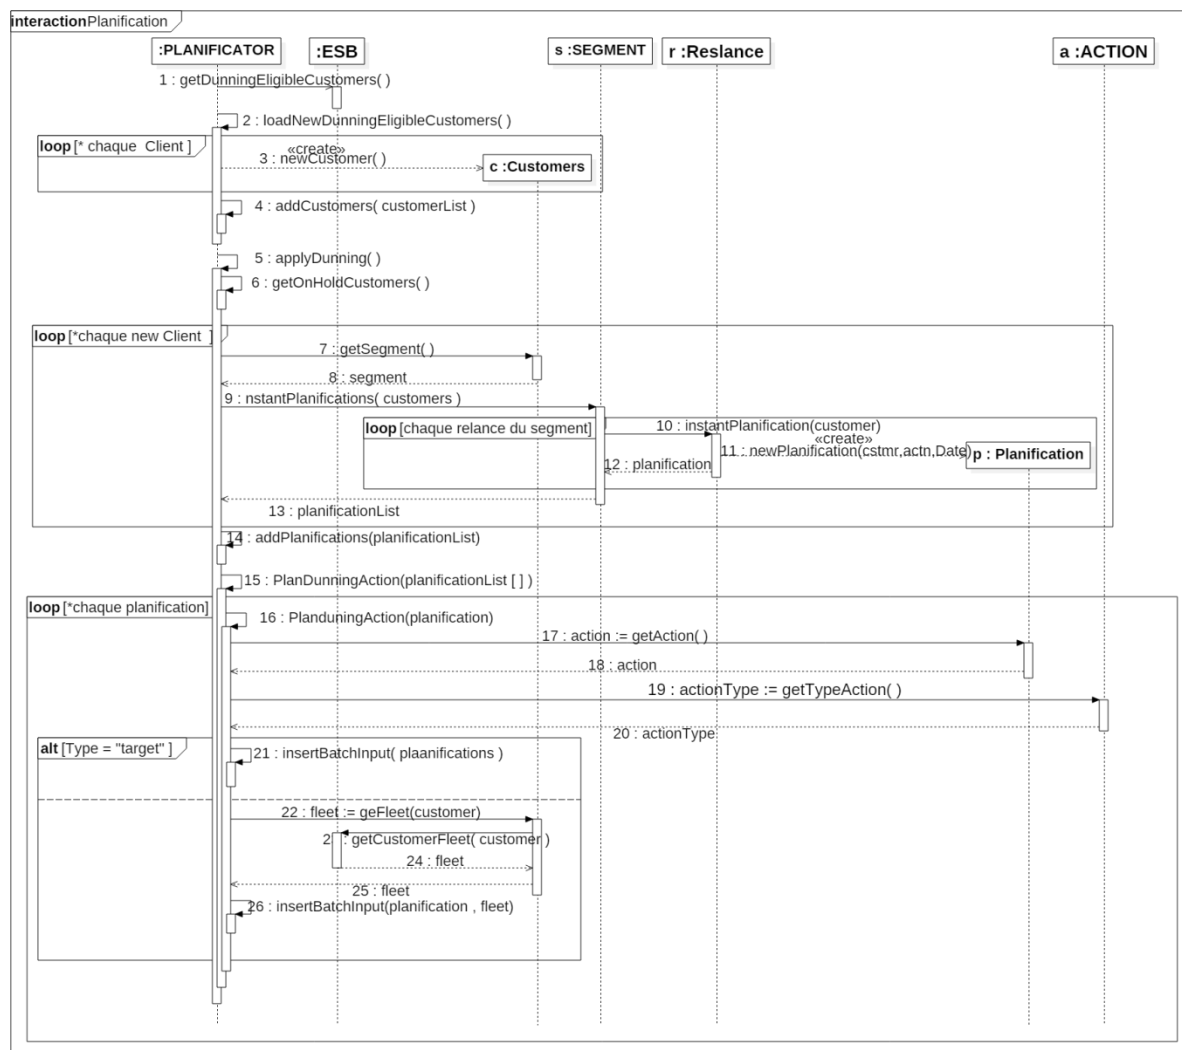 interactionPlanification
:PLANIFICATOR
:ESB
s :SEGMENT
r :Reslance
a :ACTION
1 : getDunningEligibleCustomers( )
2 : loadNewDunningEligibleCustomers( )
loop [* chaque Client ]
«create»
3 : newCustomer( )
c :Customers
4 : addCustomers( customerList )
5 : applyDunning( )
6 : getOnHoldCustomers( )
loop [*chaque new Client ]
7 : getSegment( )
8 : segment
9 : nstantPlanifications( customers )
loop [chaque relance du segment]
10 : instantPlanification(customer)
«create»
11 : newPlanification(cstmr,actn,Date)
p : Planification
12 : planification
13 : planificationList
14 : addPlanifications(planificationList)
15 : PlanDunningAction(planificationList [ ] )
loop [*chaque planification]
16 : PlanduningAction(planification)
17 : action := getAction( )
18 : action
19 : actionType := getTypeAction( )
20 : actionType
alt [Type = "target" ]
21 : insertBatchInput( plaanifications )
22 : fleet := geFleet(customer)
2 : getCustomerFleet( customer )
24 : fleet
25 : fleet
26 : insertBatchInput(planification , fleet)